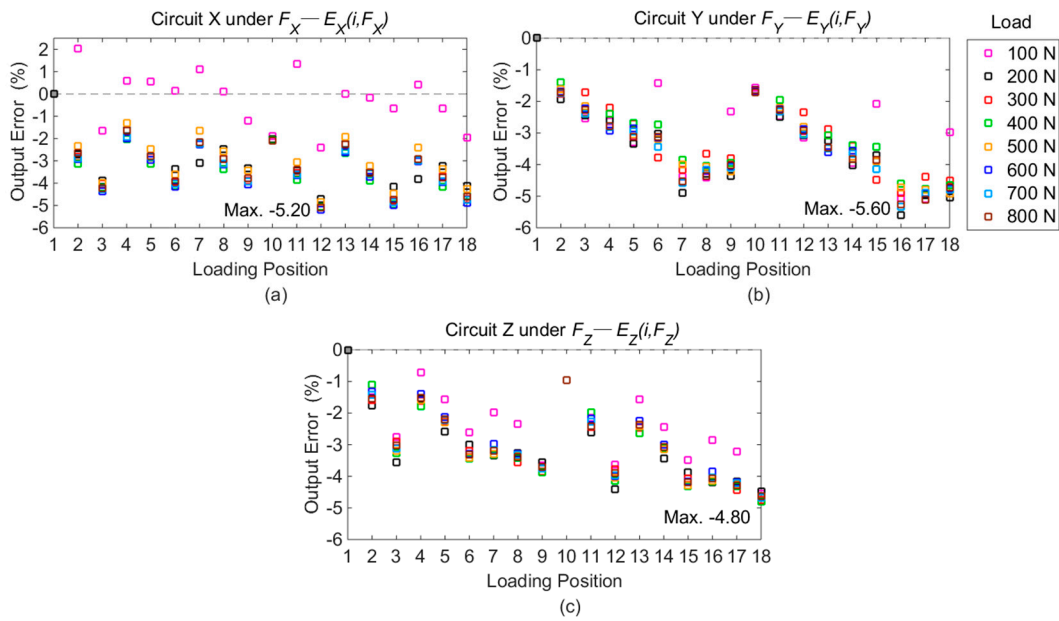 Circuit X under F_X— E_X(i,F_X)
2
1
0
-1
-2
-3
-4
-5
-6
Output Error (%)
Max. -5.20
1 2 3 4 5 6 7 8 9 10 11 12 13 14 15 16 17 18
Loading Position
(a)
Circuit Y under F_Y— E_Y(i,F_Y)
0
-1
-2
-3
-4
-5
-6
Output Error (%)
Max. -5.60
1 2 3 4 5 6 7 8 9 10 11 12 13 14 15 16 17 18
Loading Position
(b)
Load
100 N
200 N
300 N
400 N
600 N
700 N
800 N
Circuit Z under F_Z— E_Z(i,F_Z)
0
-1
-2
-3
-4
-5
-6
Output Error (%)
Max. -4.80
1 2 3 4 5 6 7 8 9 10 11 12 13 14 15 16 17 18
Loading Position
(c)